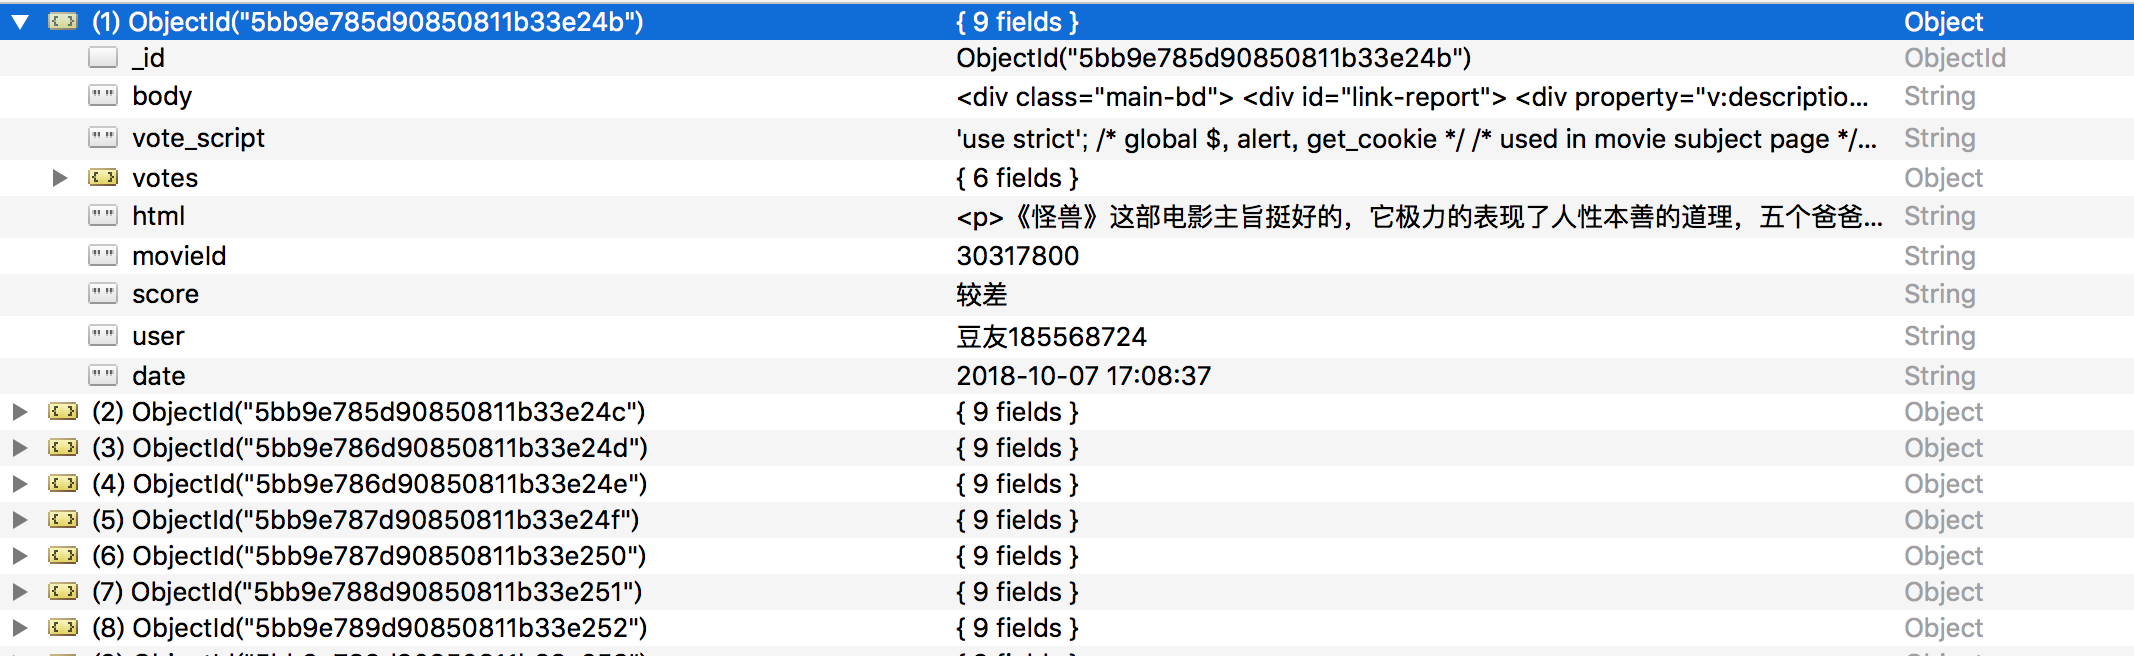 (1) ObjectId("5bb9e785d90850811b33e24b") { 9 fields } Object
_id ObjectId("5bb9e785d90850811b33e24b") ObjectId
body <div class="main-bd"> <div id="link-report"> <div property="v:descriptio... String
vote_script 'use strict'; /* global $, alert, get_cookie */ /* used in movie subject page */... String
votes { 6 fields } Object
html <p>《怪兽》这部电影主旨挺好的，它极力的表现了人性本善的道理，五个爸爸... String
movieId 30317800 String
score 较差 String
user 豆友185568724 String
date 2018-10-07 17:08:37 String
(2) ObjectId("5bb9e785d90850811b33e24c") { 9 fields } Object
(3) ObjectId("5bb9e786d90850811b33e24d") { 9 fields } Object
(4) ObjectId("5bb9e786d90850811b33e24e") { 9 fields } Object
(5) ObjectId("5bb9e787d90850811b33e24f") { 9 fields } Object
(6) ObjectId("5bb9e787d90850811b33e250") { 9 fields } Object
(7) ObjectId("5bb9e788d90850811b33e251") { 9 fields } Object
(8) ObjectId("5bb9e789d90850811b33e252") { 9 fields } Object